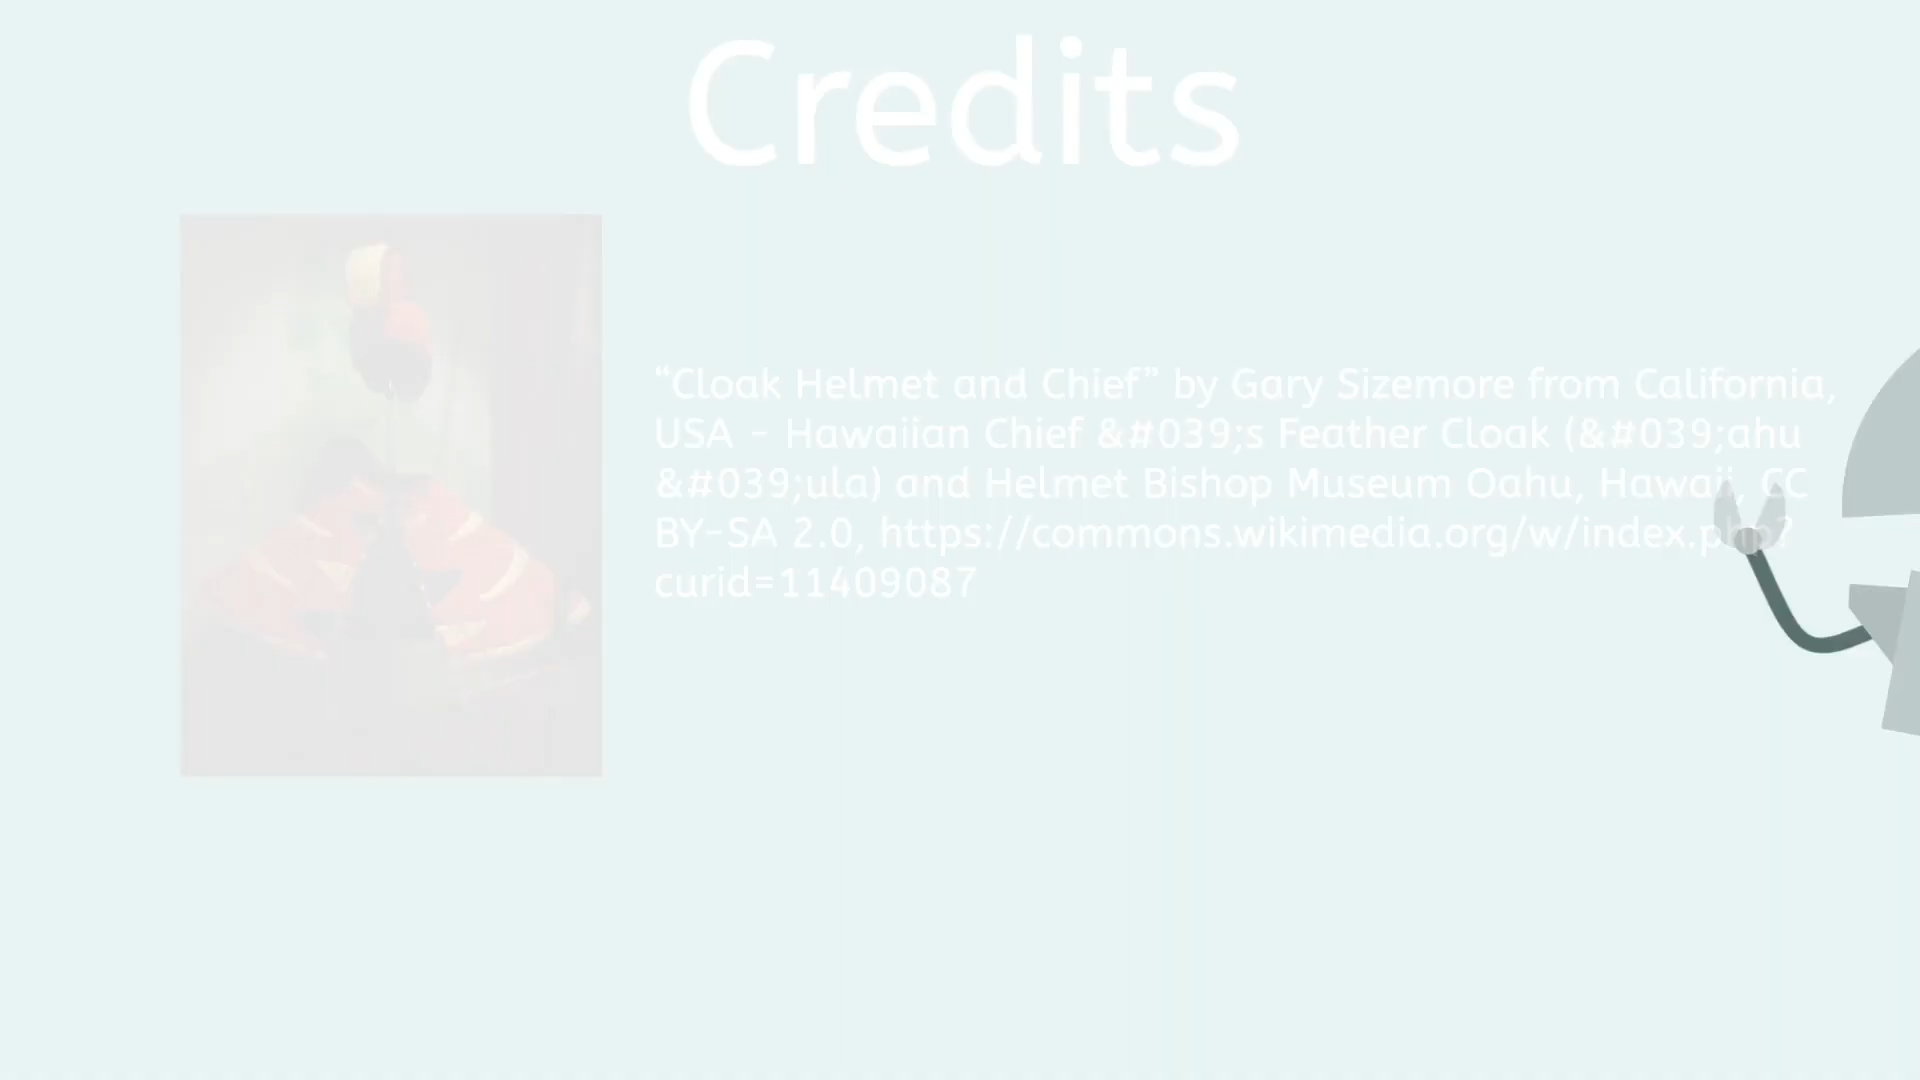 Credits
“Cloak Helmet and Chief” by Gary Sizemore from California,
USA - Hawaiian Chief &#039;s Feather Cloak (&#039;ahu
&#039;ula) and Helmet Bishop Museum Oahu, Hawaii, CC
BY-SA 2.0, https://commons.wikimedia.org/w/index.php?
curid=11409087